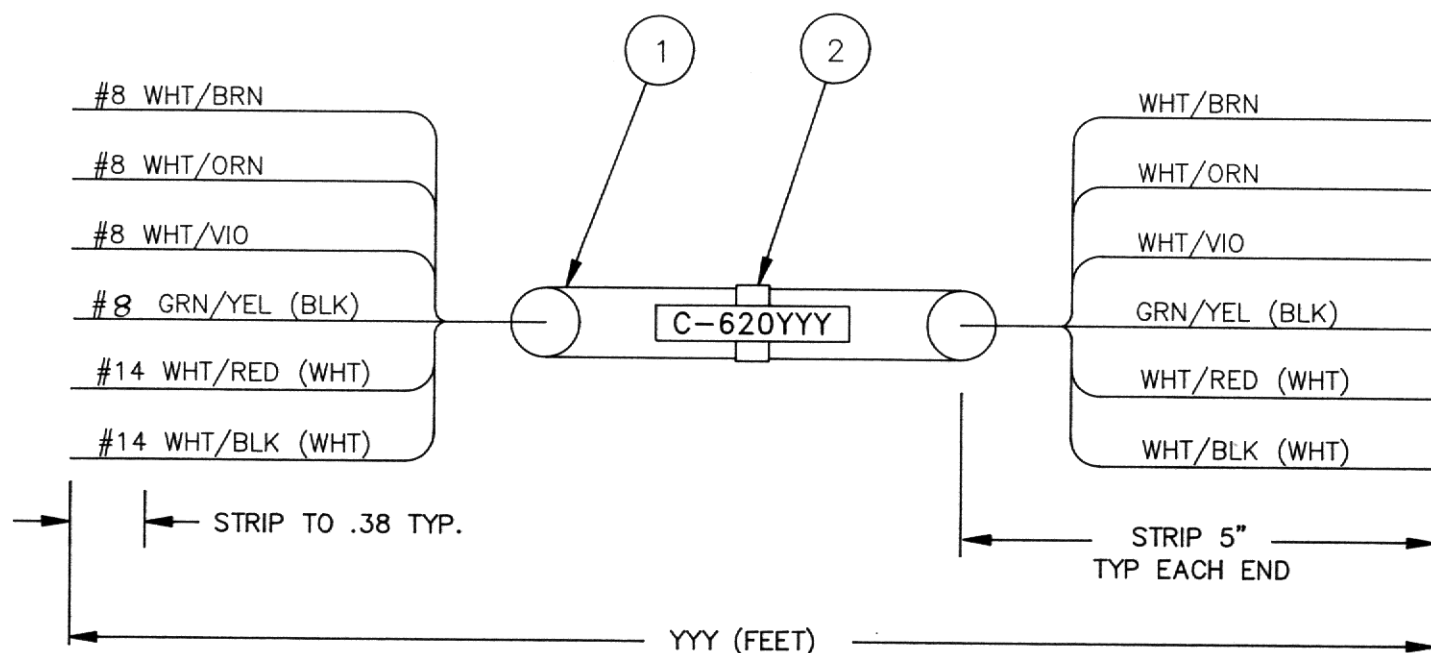 1
2
#8 WHT/BRN
#8 WHT/ORN
#8 WHT/VIO
#8 GRN/YEL (BLK)
#14 WHT/RED (WHT)
#14 WHT/BLK (WHT)
C-620YYY
WHT/BRN
WHT/ORN
WHT/VIO
GRN/YEL (BLK)
WHT/RED (WHT)
WHT/BLK (WHT)
STRIP TO .38 TYP.
STRIP 5"
TYP EACH END
YYY (FEET)